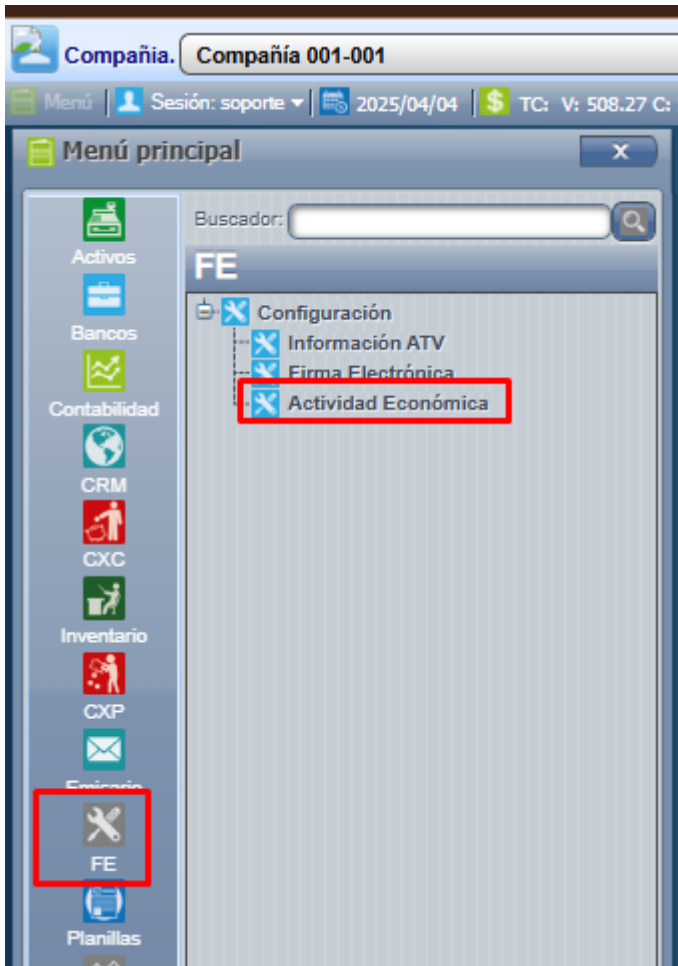 Compañia. Compañía 001-001
Menú Sesión: soporte 2025/04/04 $ TC: V: 508.27 C:
Menú principal x
Buscador:
FE
Configuración
Información ATV
Firma Electrónica
Actividad Económica
Activos
Bancos
Contabilidad
CRM
CXC
Inventario
CXP
Emisario
FE
Planillas